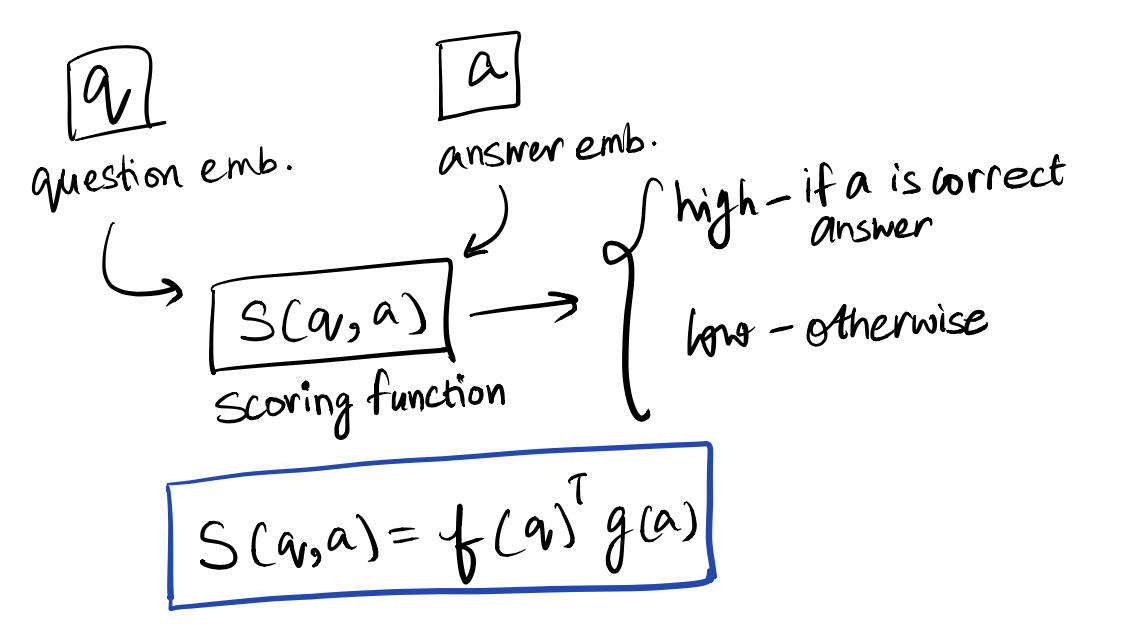 q
question emb.
a
answer emb.
S(q,a)
scoring function
high - if a is correct
answer
low - otherwise
S(q,a) = f(q)ᵀ g(a)